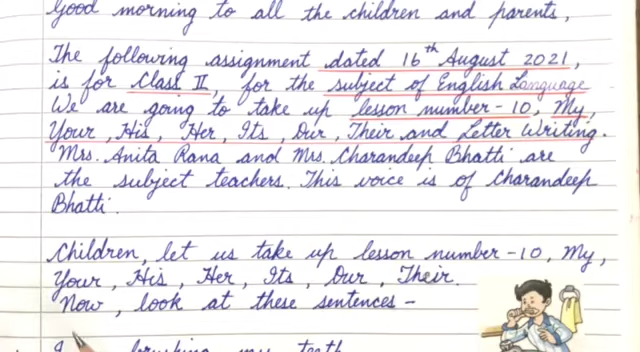 Good morning to all the children and parents,
The following assignment dated 16th August 2021,
is for Class II, for the subject of English Language
We are going to take up lesson number-10, My,
Your, His, Her, Its, Our, Their and Letter Writing.
Mrs. Anita Rana and Mrs. Charandeep Bhatti are
the subject teachers. This voice is of Charandeep
Bhatti.
Children, let us take up lesson number-10, My,
Your, His, Her, Its, Our, Their.
Now, look at these sentences -
I brushing my teeth